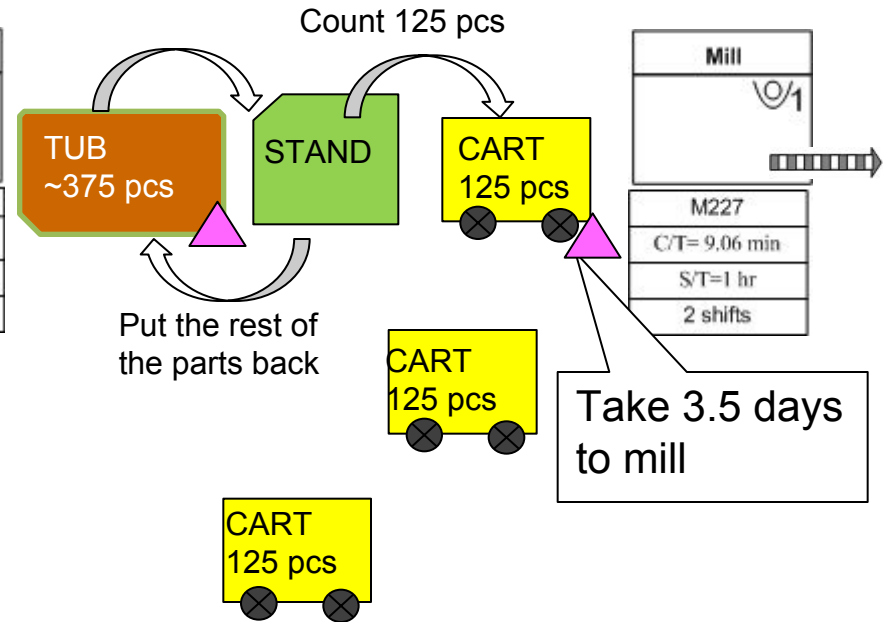 Count 125 pcs
TUB
~375 pcs
STAND
CART
125 pcs
Mill
1
M227
C/T= 9.06 min
S/T=1 hr
2 shifts
Put the rest of
the parts back
CART
125 pcs
Take 3.5 days
to mill
CART
125 pcs